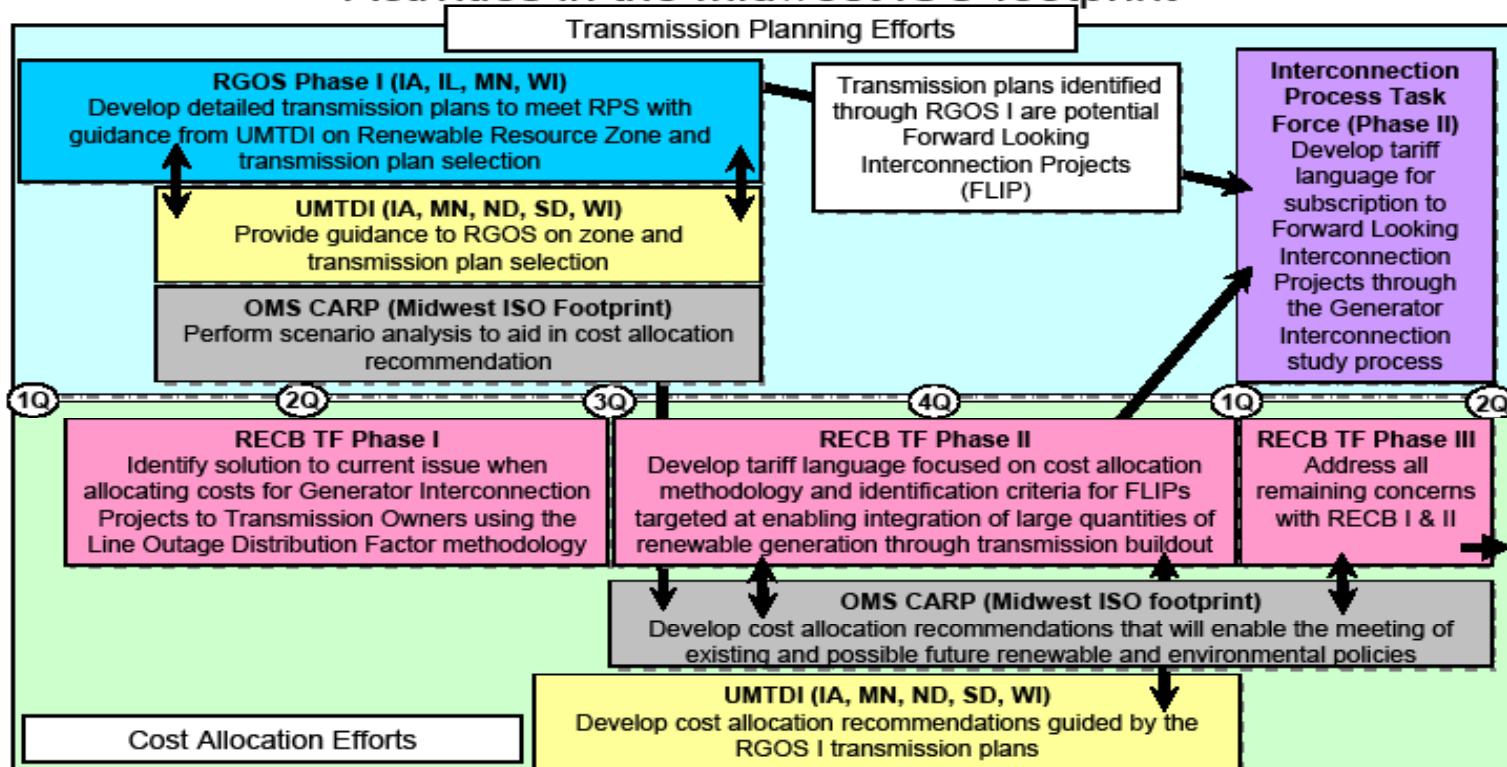 Transmission Planning Efforts
RGOS Phase I (IA, IL, MN, WI)
Develop detailed transmission plans to meet RPS with
guidance from UMTDI on Renewable Resource Zone and
transmission plan selection
Transmission plans identified
through RGOS I are potential
Forward Looking
Interconnection Projects
(FLIP)
Interconnection
Process Task
Force (Phase II)
Develop tariff
language for
subscription to
Forward Looking
Interconnection
Projects through
the Generator
Interconnection
study process
UMTDI (IA, MN, ND, SD, WI)
Provide guidance to RGOS on zone and
transmission plan selection
OMS CARP (Midwest ISO Footprint)
Perform scenario analysis to aid in cost allocation
recommendation
1Q 2Q 3Q 4Q 1Q 2Q
RECB TF Phase I
Identify solution to current issue when
allocating costs for Generator Interconnection
Projects to Transmission Owners using the
Line Outage Distribution Factor methodology
RECB TF Phase II
Develop tariff language focused on cost allocation
methodology and identification criteria for FLIPs
targeted at enabling integration of large quantities of
renewable generation through transmission buildout
RECB TF Phase III
Address all
remaining concerns
with RECB I & II
OMS CARP (Midwest ISO footprint)
Develop cost allocation recommendations that will enable the meeting of
existing and possible future renewable and environmental policies
UMTDI (IA, MN, ND, SD, WI)
Develop cost allocation recommendations guided by the
RGOS I transmission plans
Cost Allocation Efforts